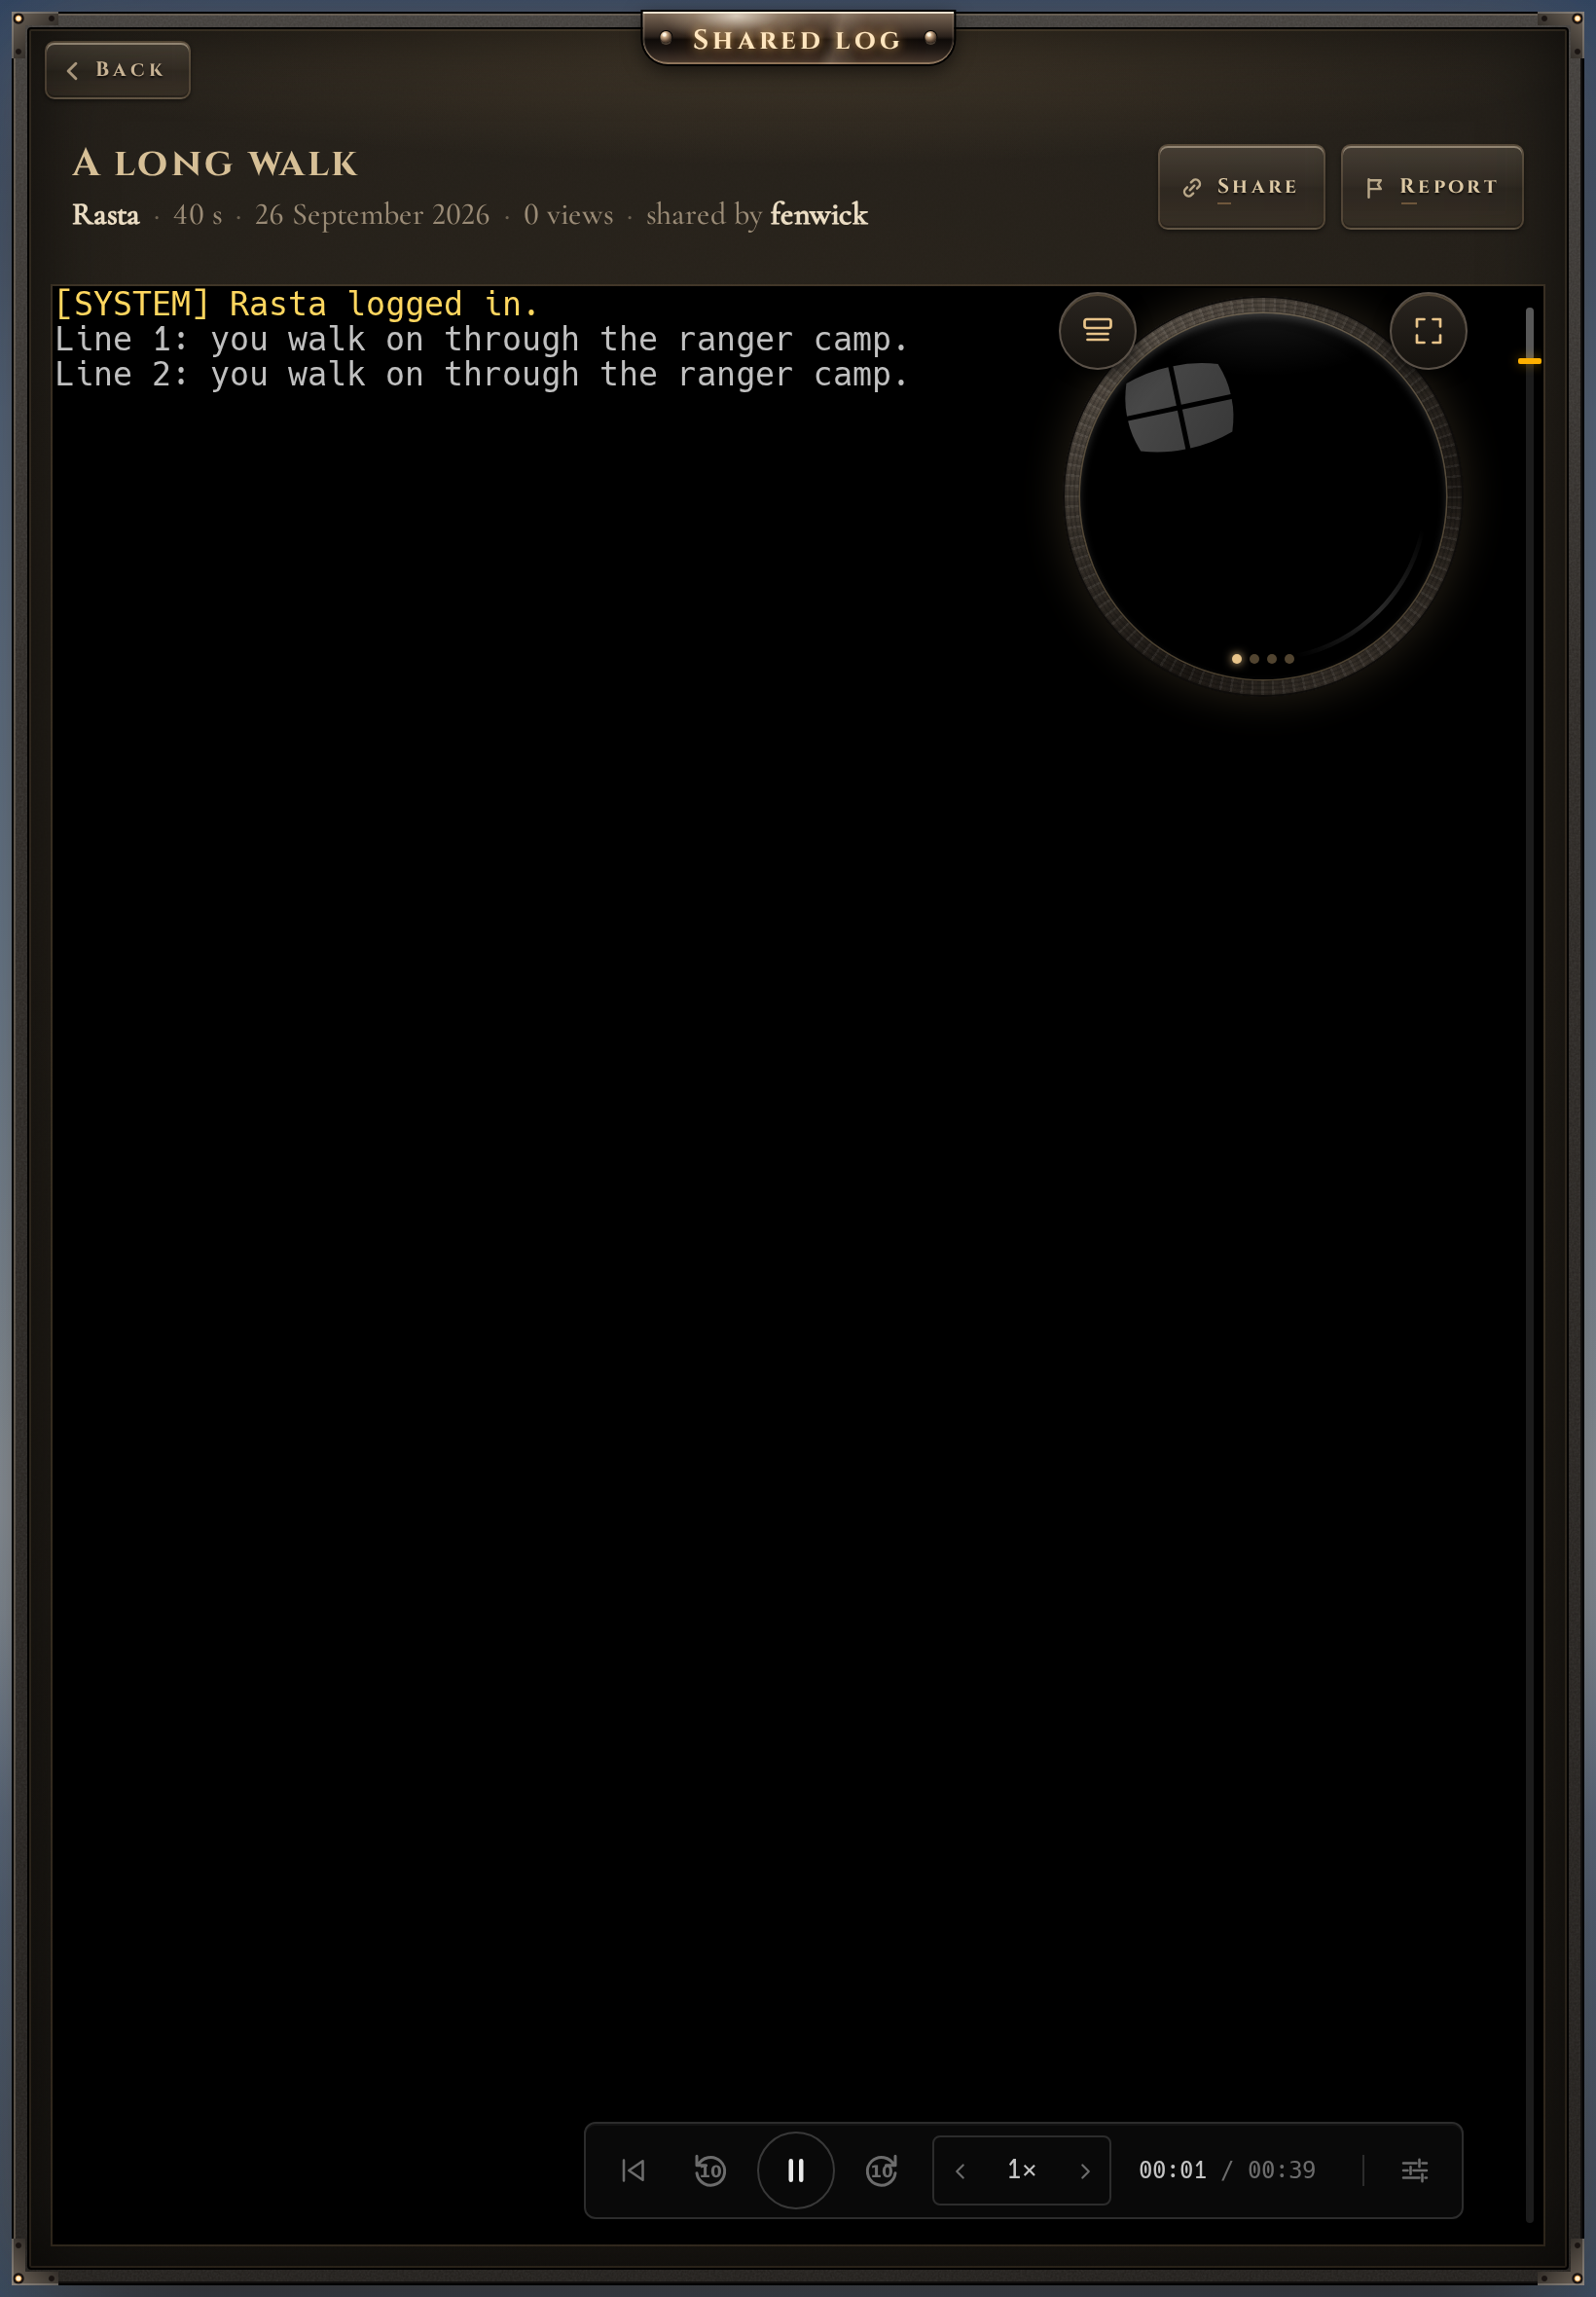 Shared log
Back
A long walk
Share
Report
Rasta · 40 s · 26 September 2026 · 0 views · shared by fenwick
[SYSTEM] Rasta logged in.
Line 1: you walk on through the ranger camp.
Line 2: you walk on through the ranger camp.
10
10
1×
00:01 / 00:39